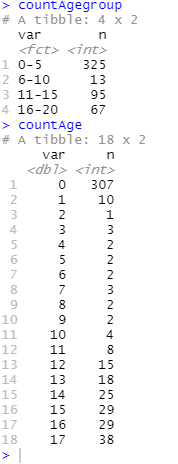 > countAgegroup
# A tibble: 4 x 2
  var       n
  <fct> <int>
1 0-5     325
2 6-10     13
3 11-15    95
4 16-20    67
> countAge
# A tibble: 18 x 2
     var     n
   <dbl> <int>
 1     0   307
 2     1    10
 3     2     1
 4     3     3
 5     4     2
 6     5     2
 7     6     2
 8     7     3
 9     8     2
10     9     2
11    10     4
12    11     8
13    12    15
14    13    18
15    14    25
16    15    29
17    16    29
18    17    38
>